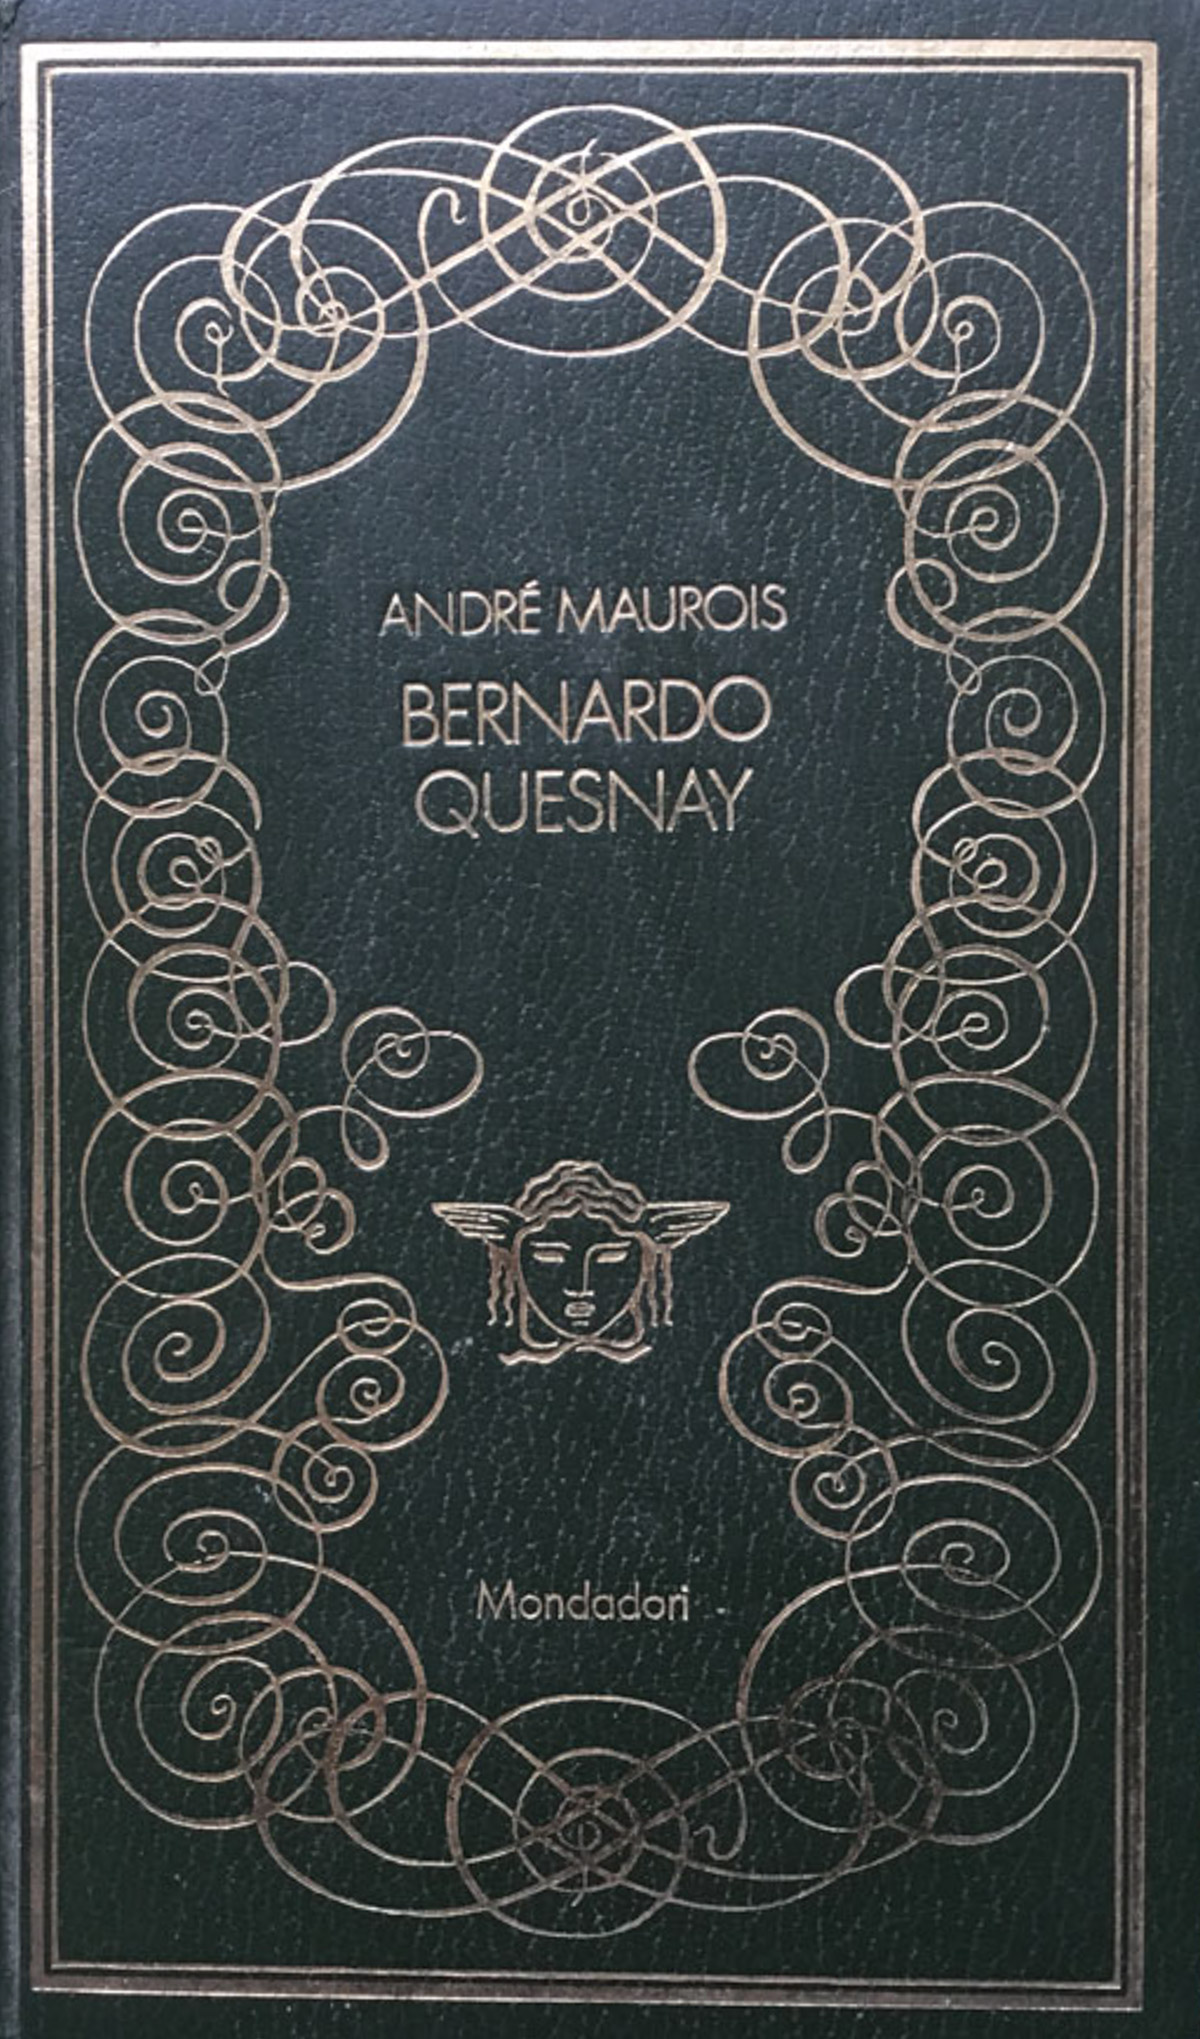 ANDRÉ MAUROIS
BERNARDO
QUESNAY
Mondadori